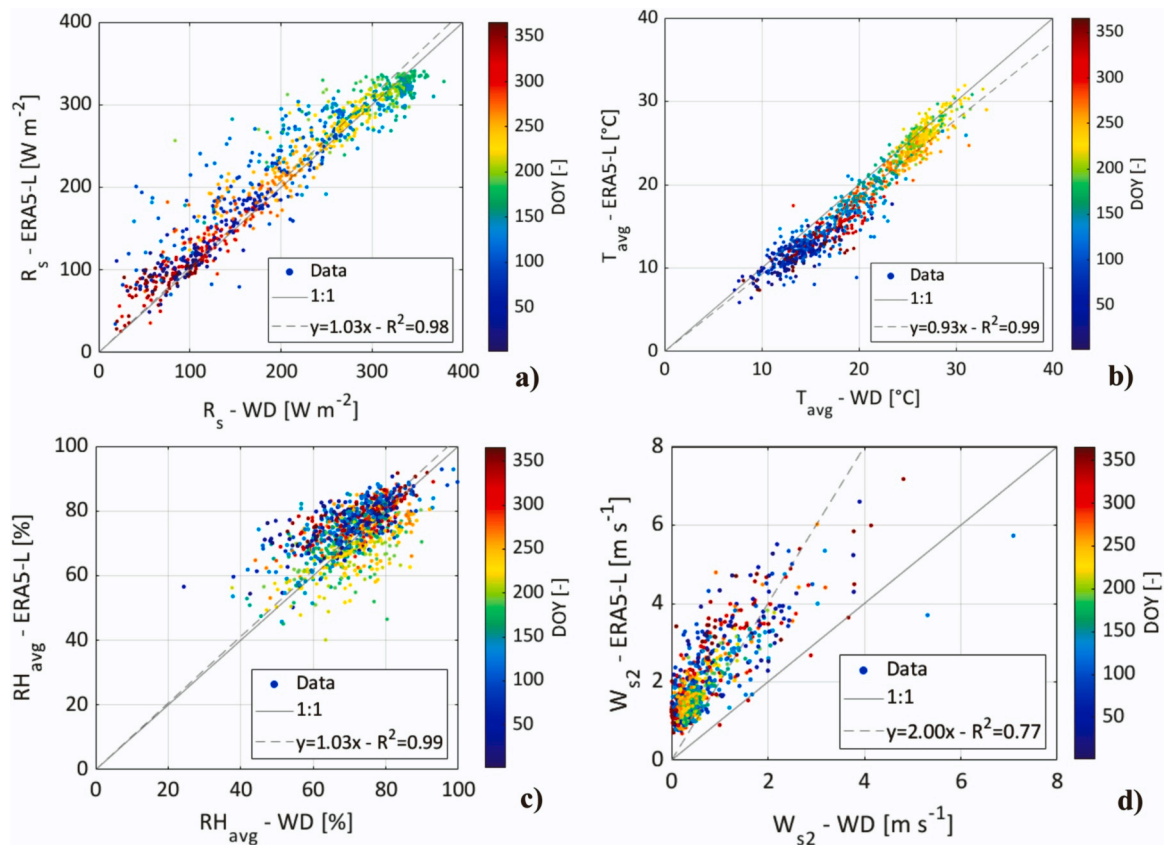 400
300
200
100
0
0 100 200 300 400
R_s - ERA5-L [W m⁻²]
R_s - WD [W m⁻²]
Data
1:1
y=1.03x - R²=0.98
a)
350
300
250
200
150
100
50
DOY [-]
40
30
20
10
0
0 10 20 30 40
T_avg - ERA5-L [°C]
T_avg - WD [°C]
Data
1:1
y=0.93x - R²=0.99
b)
350
300
250
200
150
100
50
DOY [-]
100
80
60
40
20
0
0 20 40 60 80 100
RH_avg - ERA5-L [%]
RH_avg - WD [%]
Data
1:1
y=1.03x - R²=0.99
c)
350
300
250
200
150
100
50
DOY [-]
8
6
4
2
0
0 2 4 6 8
W_s2 - ERA5-L [m s⁻¹]
W_s2 - WD [m s⁻¹]
Data
1:1
y=2.00x - R²=0.77
d)
350
300
250
200
150
100
50
DOY [-]